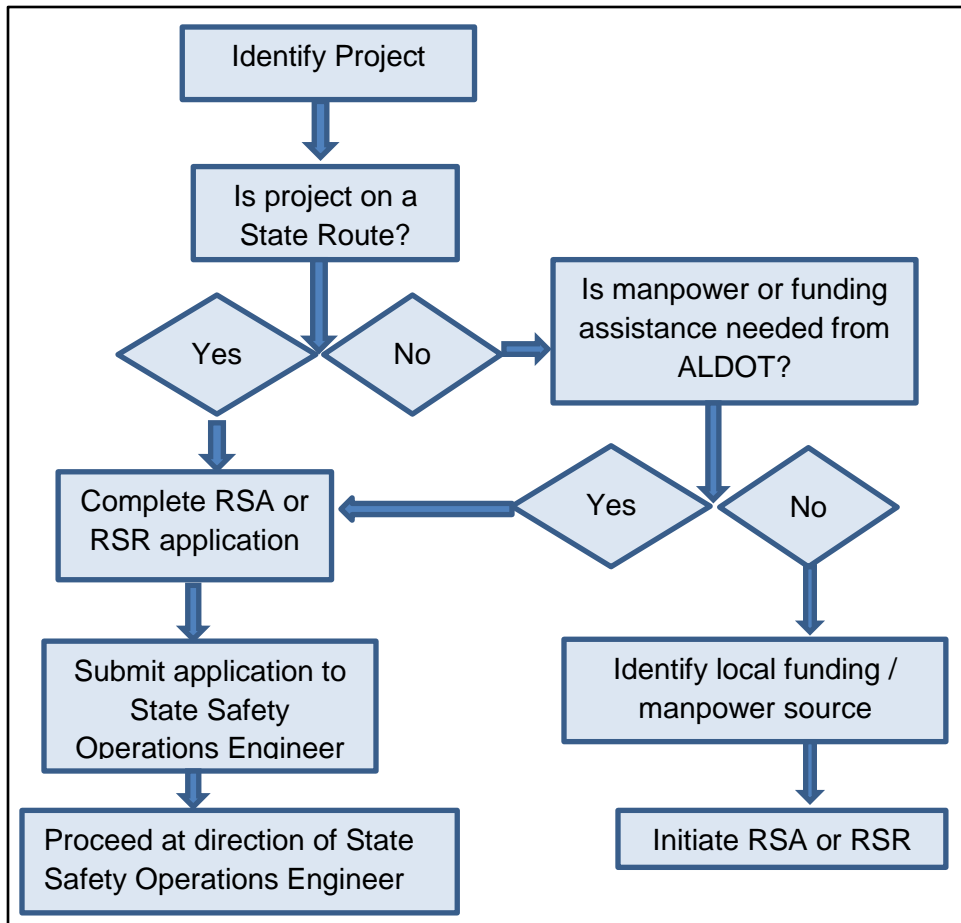 Identify Project
Is project on a
State Route?
Is manpower or funding
assistance needed from
ALDOT?
Yes
No
Complete RSA or
RSR application
Yes
No
Submit application to
State Safety
Operations Engineer
Identify local funding /
manpower source
Proceed at direction of State
Safety Operations Engineer
Initiate RSA or RSR